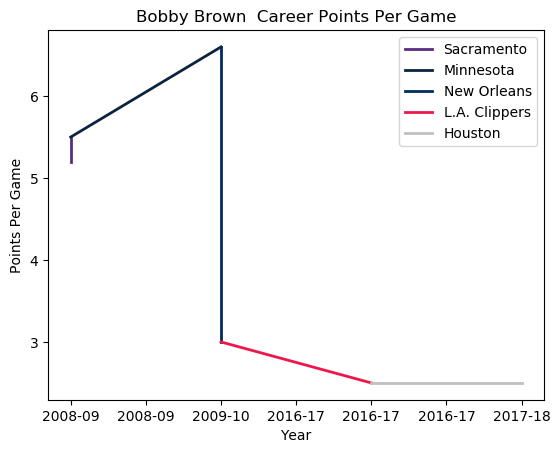 Bobby Brown  Career Points Per Game
Sacramento
Minnesota
New Orleans
L.A. Clippers
Houston
Points Per Game
6
5
4
3
2008-09 2008-09 2009-10 2016-17 2016-17 2016-17 2017-18
Year